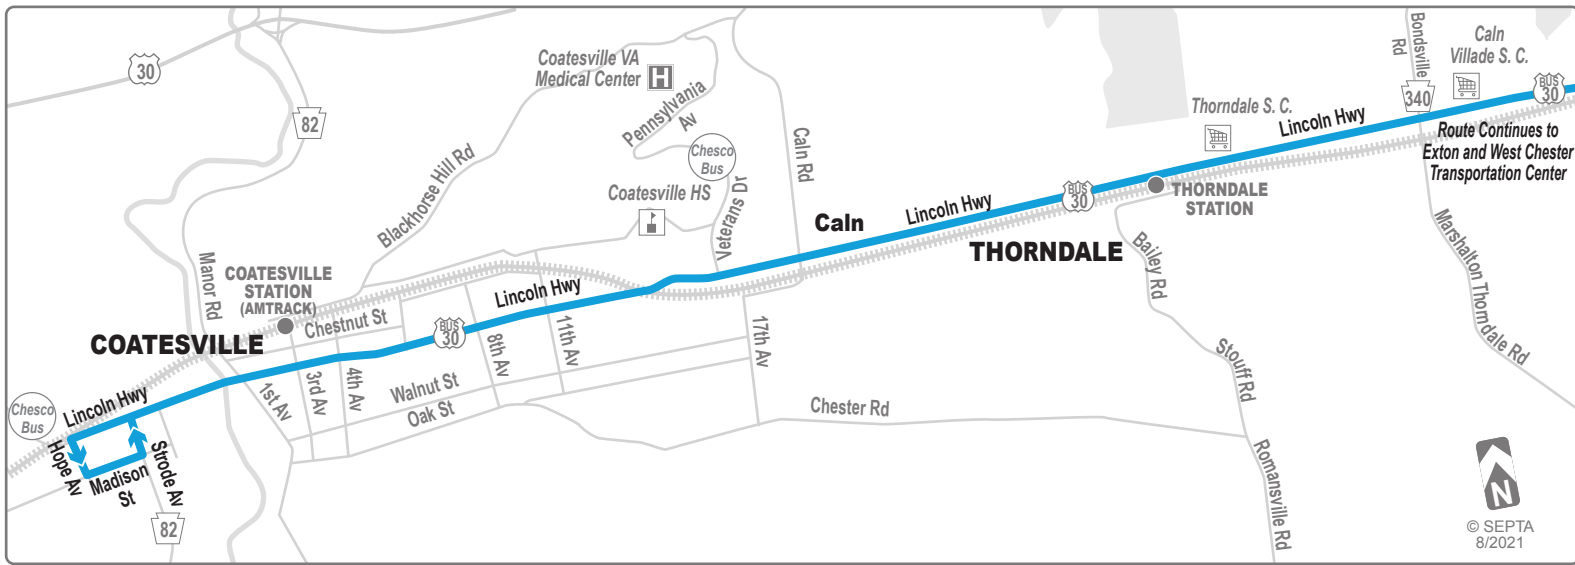 30
82
Coatesville VA
Medical Center
H
Pennsylvania
Av
Chesco
Bus
Blackhorse Hill Rd
Coatesville HS
Veterans Dr
Caln Rd
Thorndale S. C.
Bondsville
Rd
340
Caln
Villade S. C.
BUS
30
Lincoln Hwy
Route Continues to
Exton and West Chester
Transportation Center
Caln
Lincoln Hwy
BUS
30
THORNDALE
STATION
THORNDALE
Bailey Rd
Marshalton Thorndale Rd
Manor Rd
COATESVILLE
STATION
(AMTRACK)
Chestnut St
COATESVILLE
BUS
30
Lincoln Hwy
8th Av
11th Av
17th Av
1st Av
3rd Av
4th Av
Walnut St
Oak St
Chester Rd
Stouff Rd
Romansville Rd
Chesco
Bus
Lincoln Hwy
Hope Av
Madison
St
Strode Av
82
N
© SEPTA
8/2021